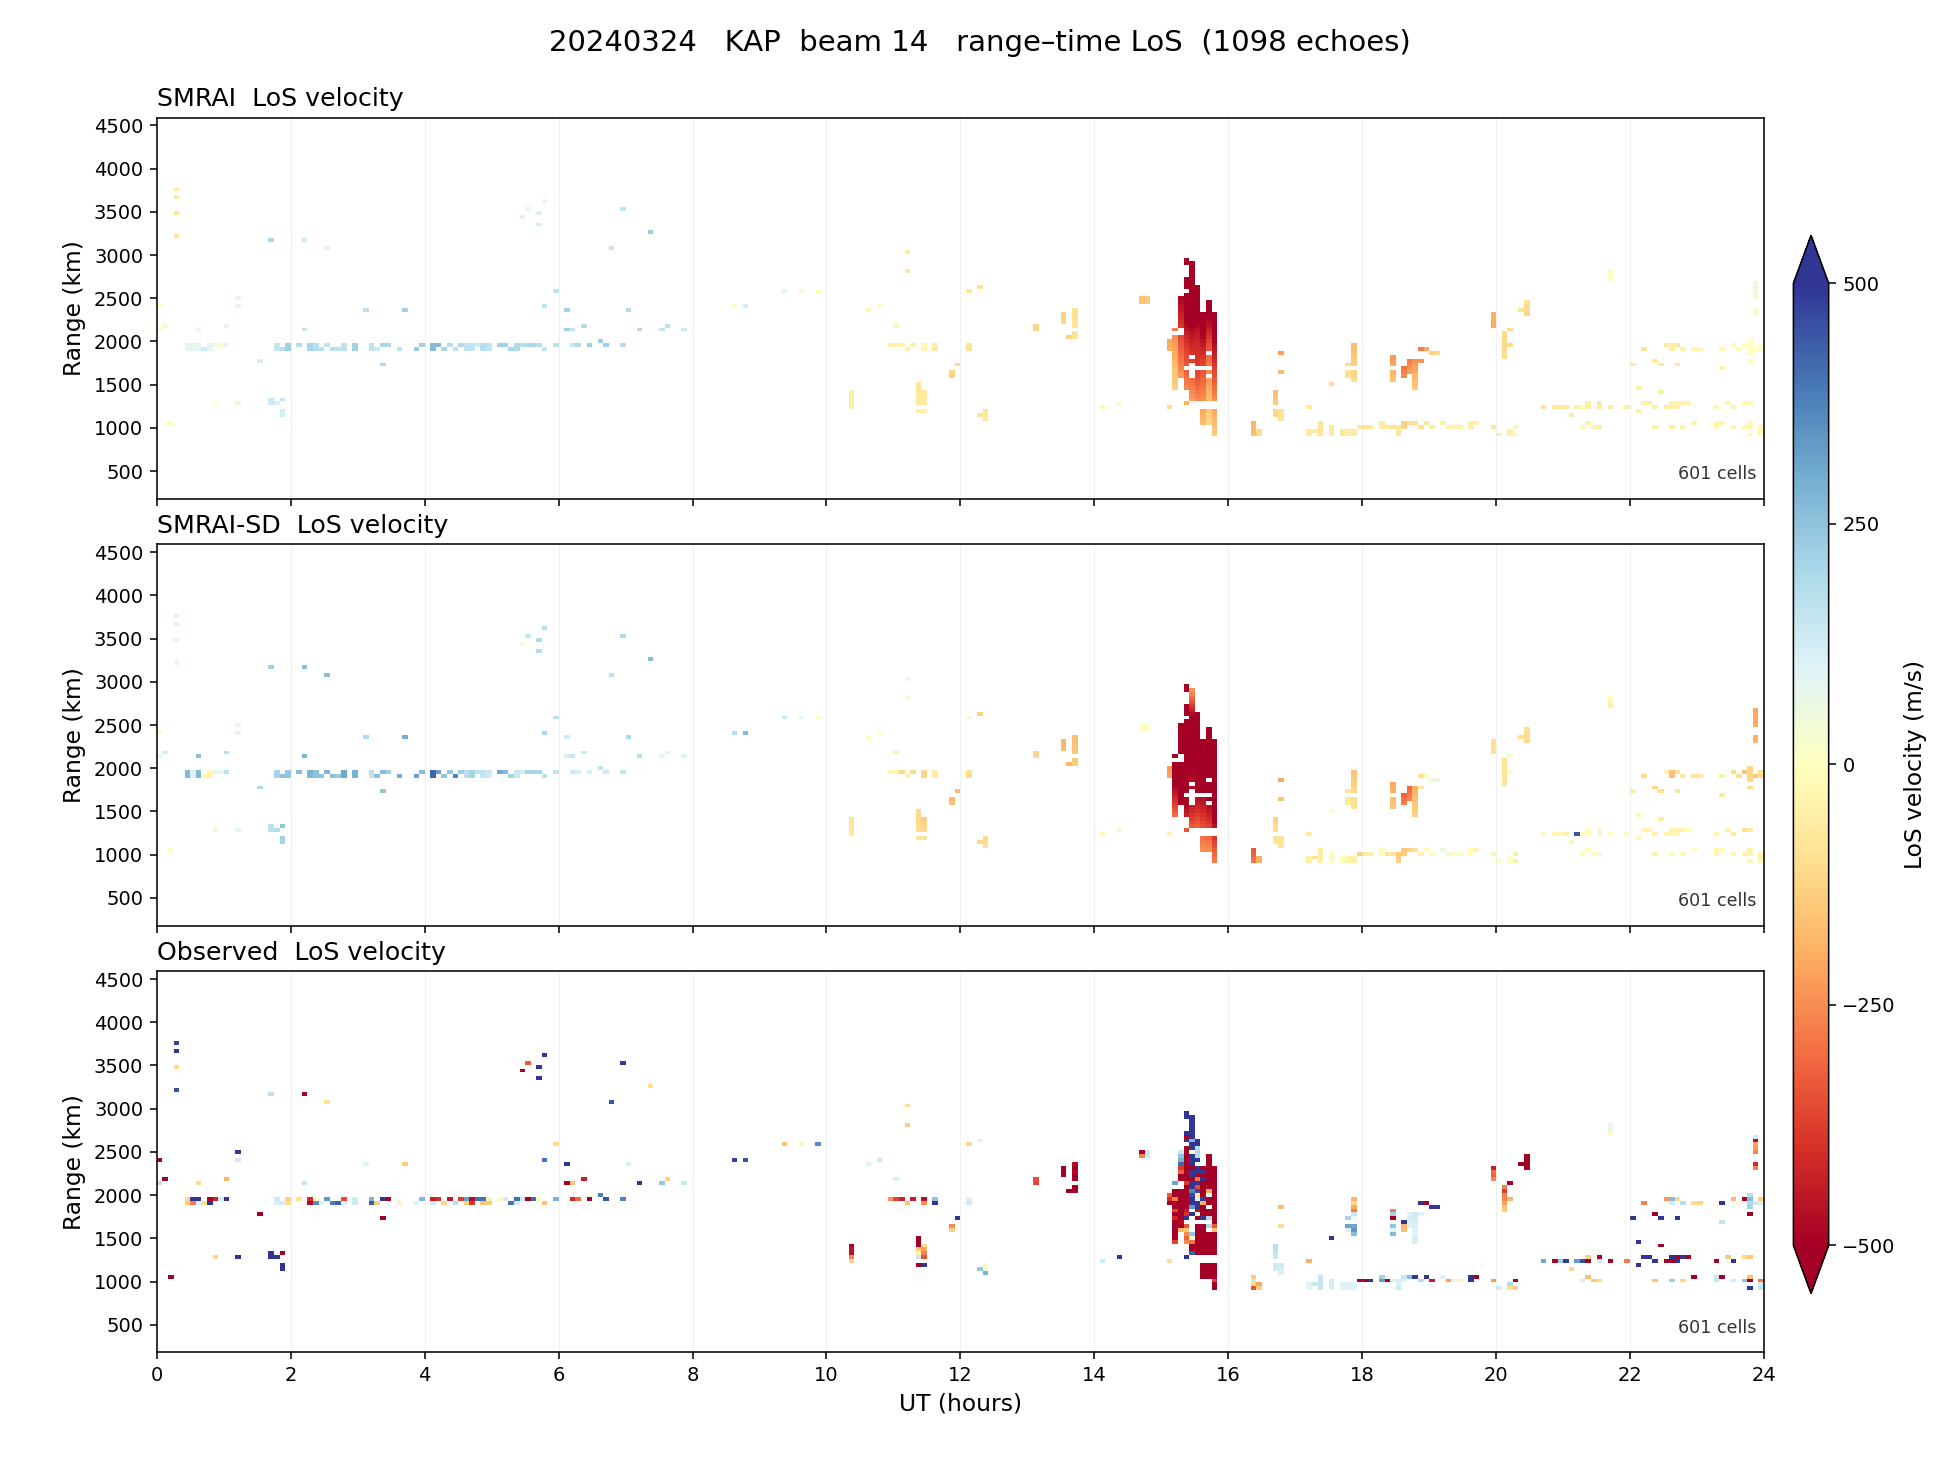 20240324   KAP  beam 14   range–time LoS  (1098 echoes)
SMRAI  LoS velocity
4500
4000
3500
3000
2500
2000
1500
1000
500
Range (km)
601 cells
SMRAI-SD  LoS velocity
4500
4000
3500
3000
2500
2000
1500
1000
500
Range (km)
601 cells
Observed  LoS velocity
4500
4000
3500
3000
2500
2000
1500
1000
500
Range (km)
601 cells
0 2 4 6 8 10 12 14 16 18 20 22 24
UT (hours)
500
250
0
−250
−500
LoS velocity (m/s)